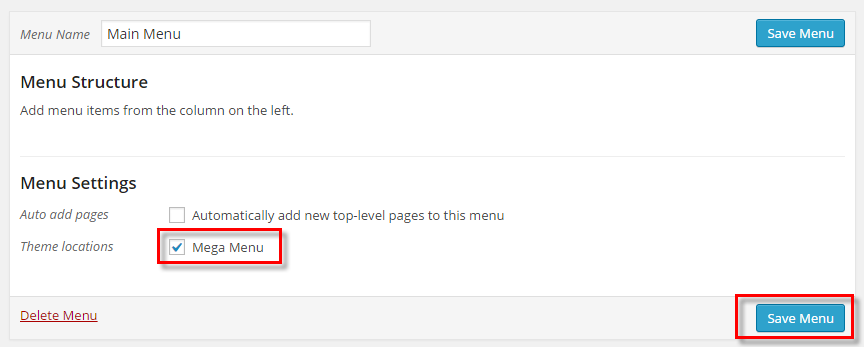 Menu Name Main Menu Save Menu
Menu Structure
Add menu items from the column on the left.
Menu Settings
Auto add pages Automatically add new top-level pages to this menu
Theme locations Mega Menu
Delete Menu Save Menu